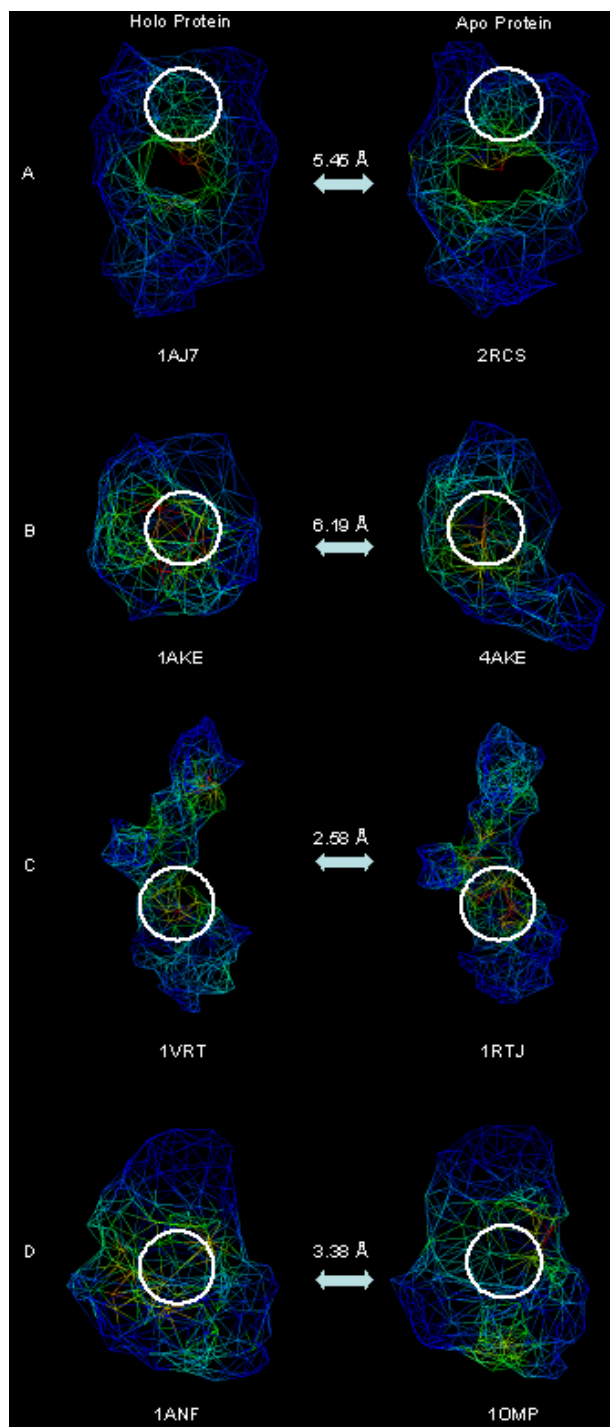 Holo Protein Apo Protein
A 5.45 Å
1AJ7 2RCS
B 6.19 Å
1AKE 4AKE
C 2.58 Å
1VRT 1RTJ
D 3.38 Å
1ANF 1OMP